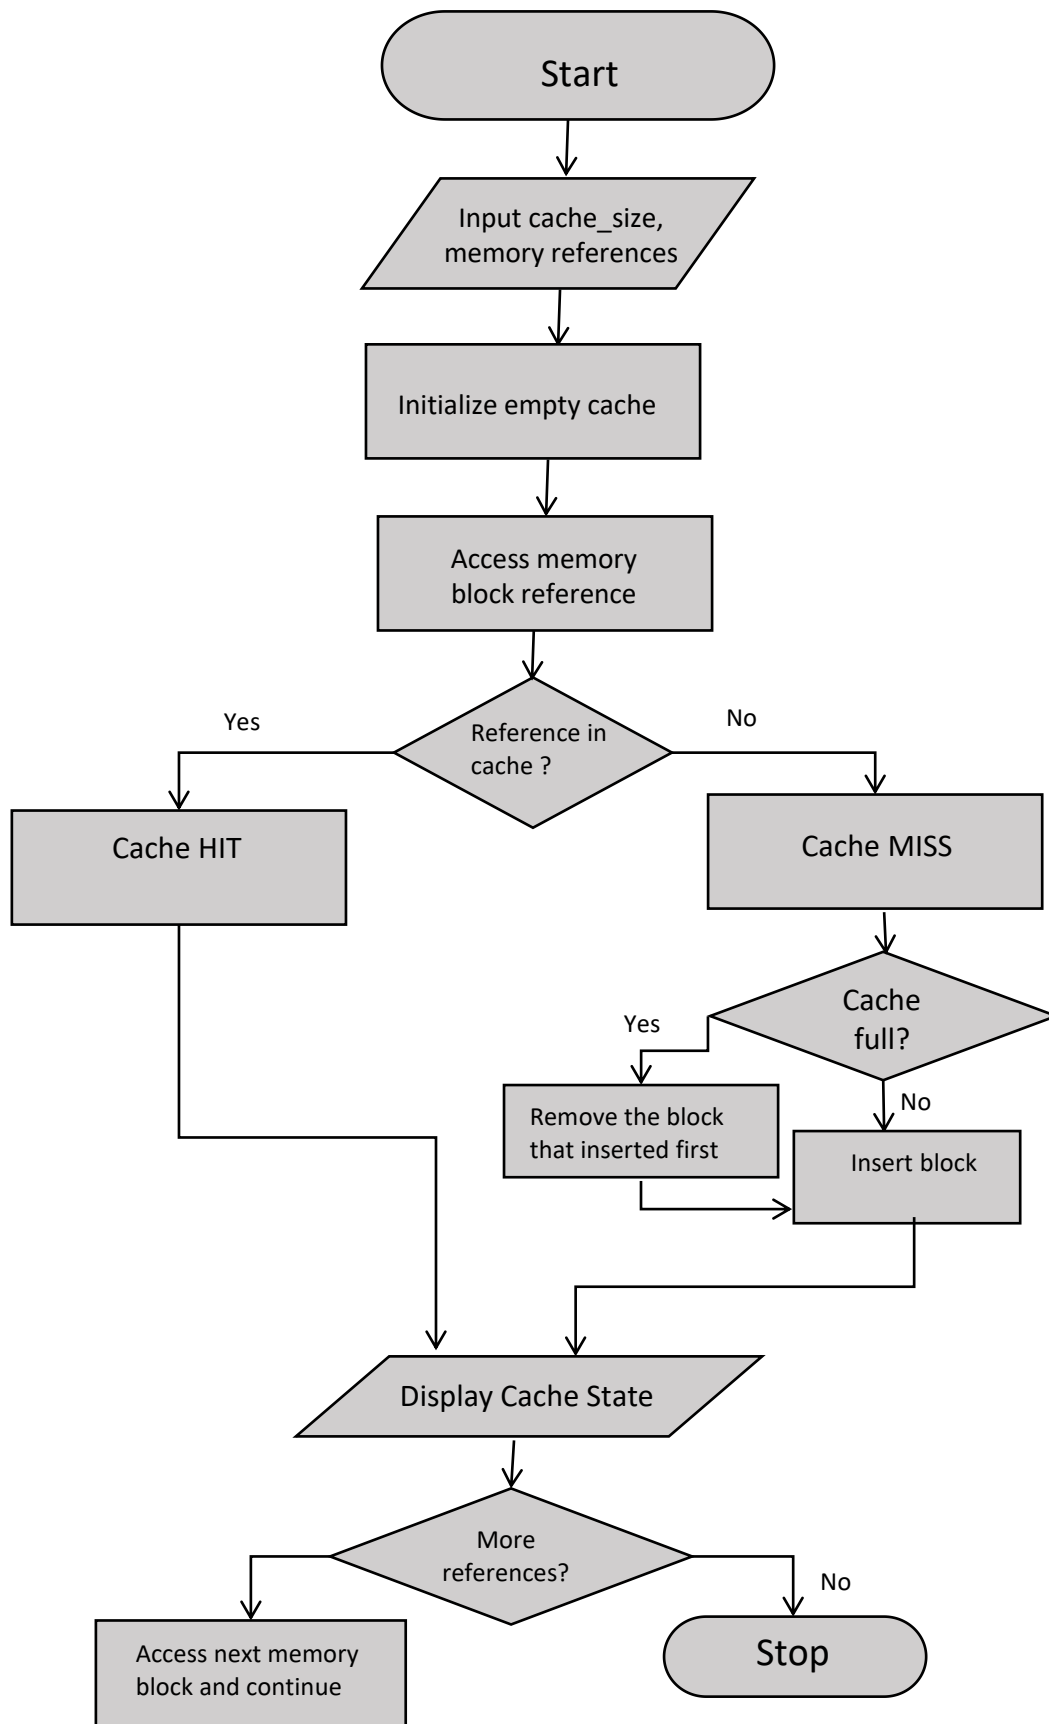 Start
Input cache_size,
memory references
Initialize empty cache
Access memory
block reference
Yes
No
Reference in
cache ?
Cache HIT
Cache MISS
Cache
full?
Yes
No
Remove the block
that inserted first
Insert block
Display Cache State
More
references?
No
Access next memory
block and continue
Stop